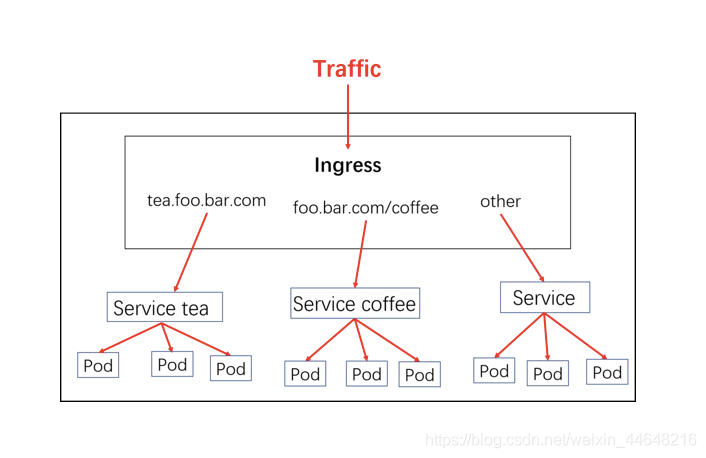 Traffic
Ingress
tea.foo.bar.com
foo.bar.com/coffee
other
Service tea
Service coffee
Service
Pod
Pod
Pod
Pod
Pod
Pod
Pod
Pod
Pod
https://blog.csdn.net/weixin_44648216